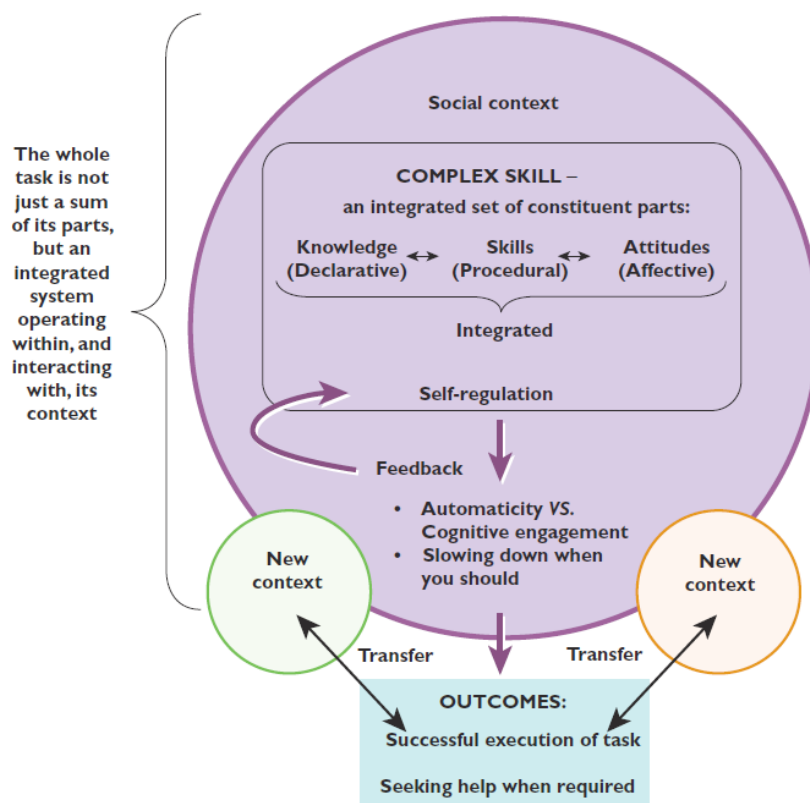 Social context
The whole
task is not
just a sum
of its parts,
but an
integrated
system
operating
within, and
interacting
with, its
context
COMPLEX SKILL –
an integrated set of constituent parts:
Knowledge
(Declarative)
Skills
(Procedural)
Attitudes
(Affective)
Integrated
Self-regulation
Feedback
• Automaticity VS.
Cognitive engagement
• Slowing down when
you should
New
context
New
context
Transfer
Transfer
OUTCOMES:
Successful execution of task
Seeking help when required